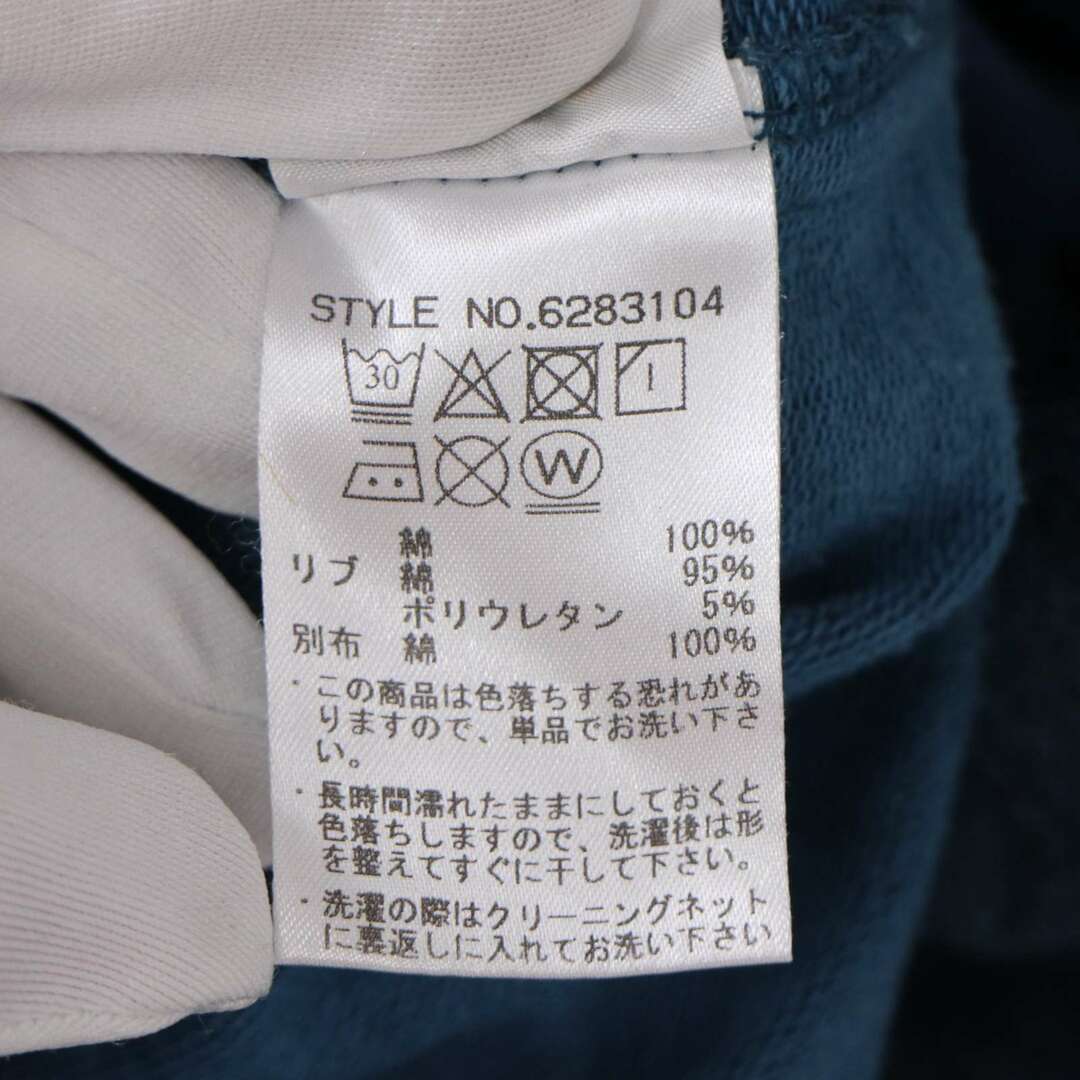 STYLE NO.6283104
30
W
綿 100%
リブ 綿 95%
ポリウレタン 5%
別布 綿 100%
・この商品は色落ちする恐れがあ
りますので、単品でお洗い下さ
い。
・長時間濡れたままにしておくと
色落ちしますので、洗濯後は形
を整えてすぐに干して下さい。
・洗濯の際はクリーニングネット
に裏返しに入れてお洗い下さい